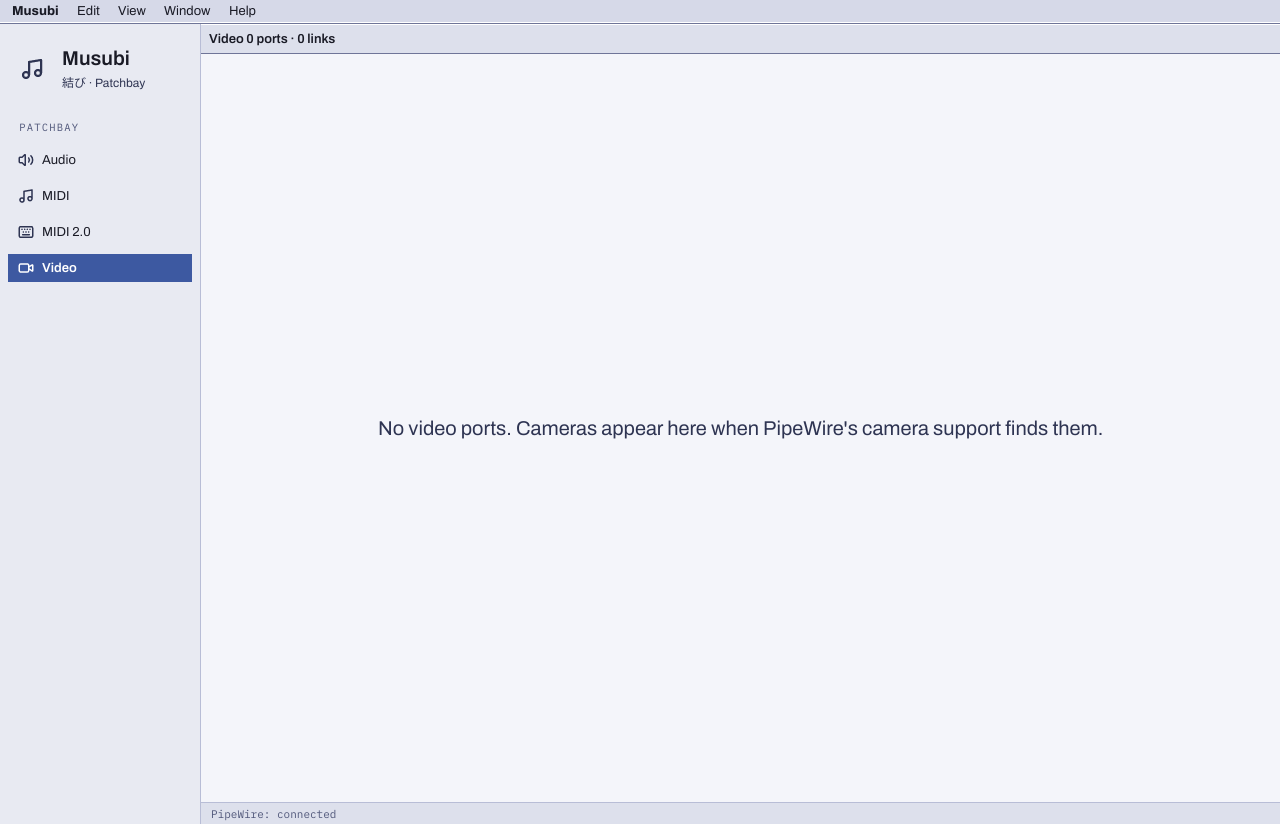 Musubi Edit View Window Help
Musubi
結び · Patchbay
PATCHBAY
Audio
MIDI
MIDI 2.0
Video
Video 0 ports · 0 links
No video ports. Cameras appear here when PipeWire's camera support finds them.
PipeWire: connected